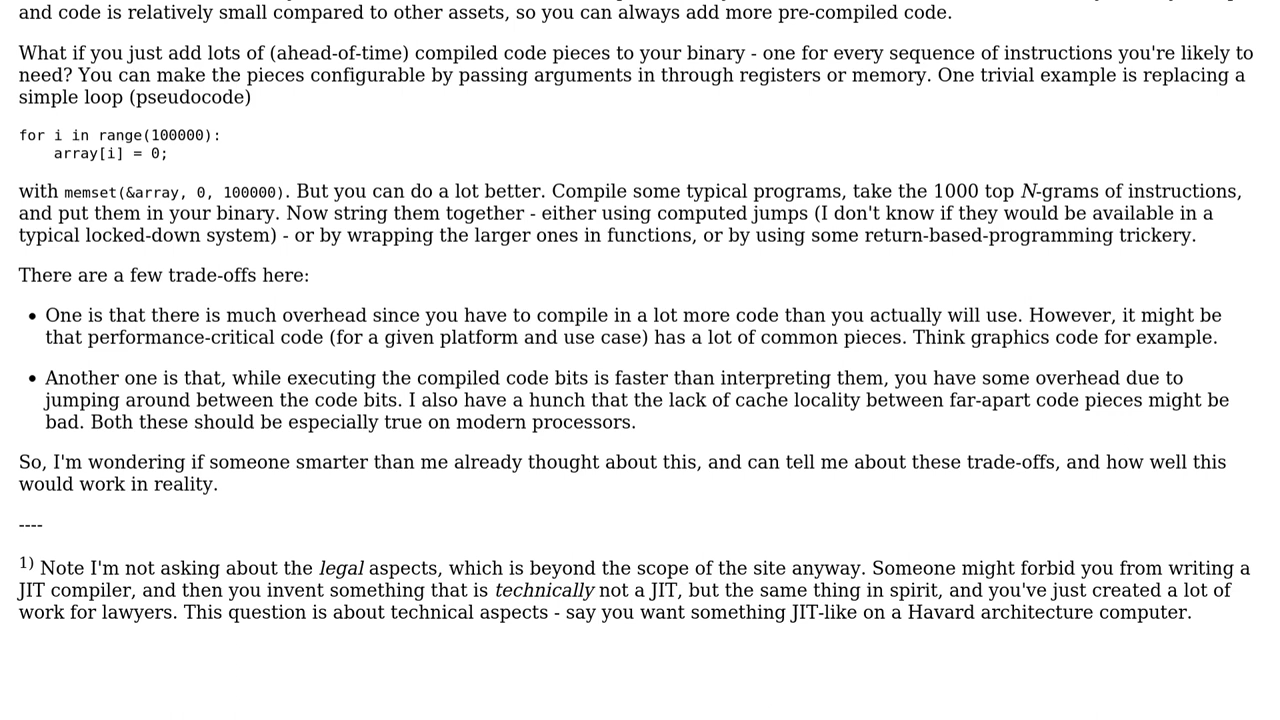 and code is relatively small compared to other assets, so you can always add more pre-compiled code.
What if you just add lots of (ahead-of-time) compiled code pieces to your binary - one for every sequence of instructions you're likely to
need? You can make the pieces configurable by passing arguments in through registers or memory. One trivial example is replacing a
simple loop (pseudocode)
for i in range(100000):
    array[i] = 0;
with memset(&array, 0, 100000). But you can do a lot better. Compile some typical programs, take the 1000 top N-grams of instructions,
and put them in your binary. Now string them together - either using computed jumps (I don't know if they would be available in a
typical locked-down system) - or by wrapping the larger ones in functions, or by using some return-based-programming trickery.
There are a few trade-offs here:
• One is that there is much overhead since you have to compile in a lot more code than you actually will use. However, it might be
that performance-critical code (for a given platform and use case) has a lot of common pieces. Think graphics code for example.
• Another one is that, while executing the compiled code bits is faster than interpreting them, you have some overhead due to
jumping around between the code bits. I also have a hunch that the lack of cache locality between far-apart code pieces might be
bad. Both these should be especially true on modern processors.
So, I'm wondering if someone smarter than me already thought about this, and can tell me about these trade-offs, and how well this
would work in reality.
----
1) Note I'm not asking about the legal aspects, which is beyond the scope of the site anyway. Someone might forbid you from writing a
JIT compiler, and then you invent something that is technically not a JIT, but the same thing in spirit, and you've just created a lot of
work for lawyers. This question is about technical aspects - say you want something JIT-like on a Havard architecture computer.